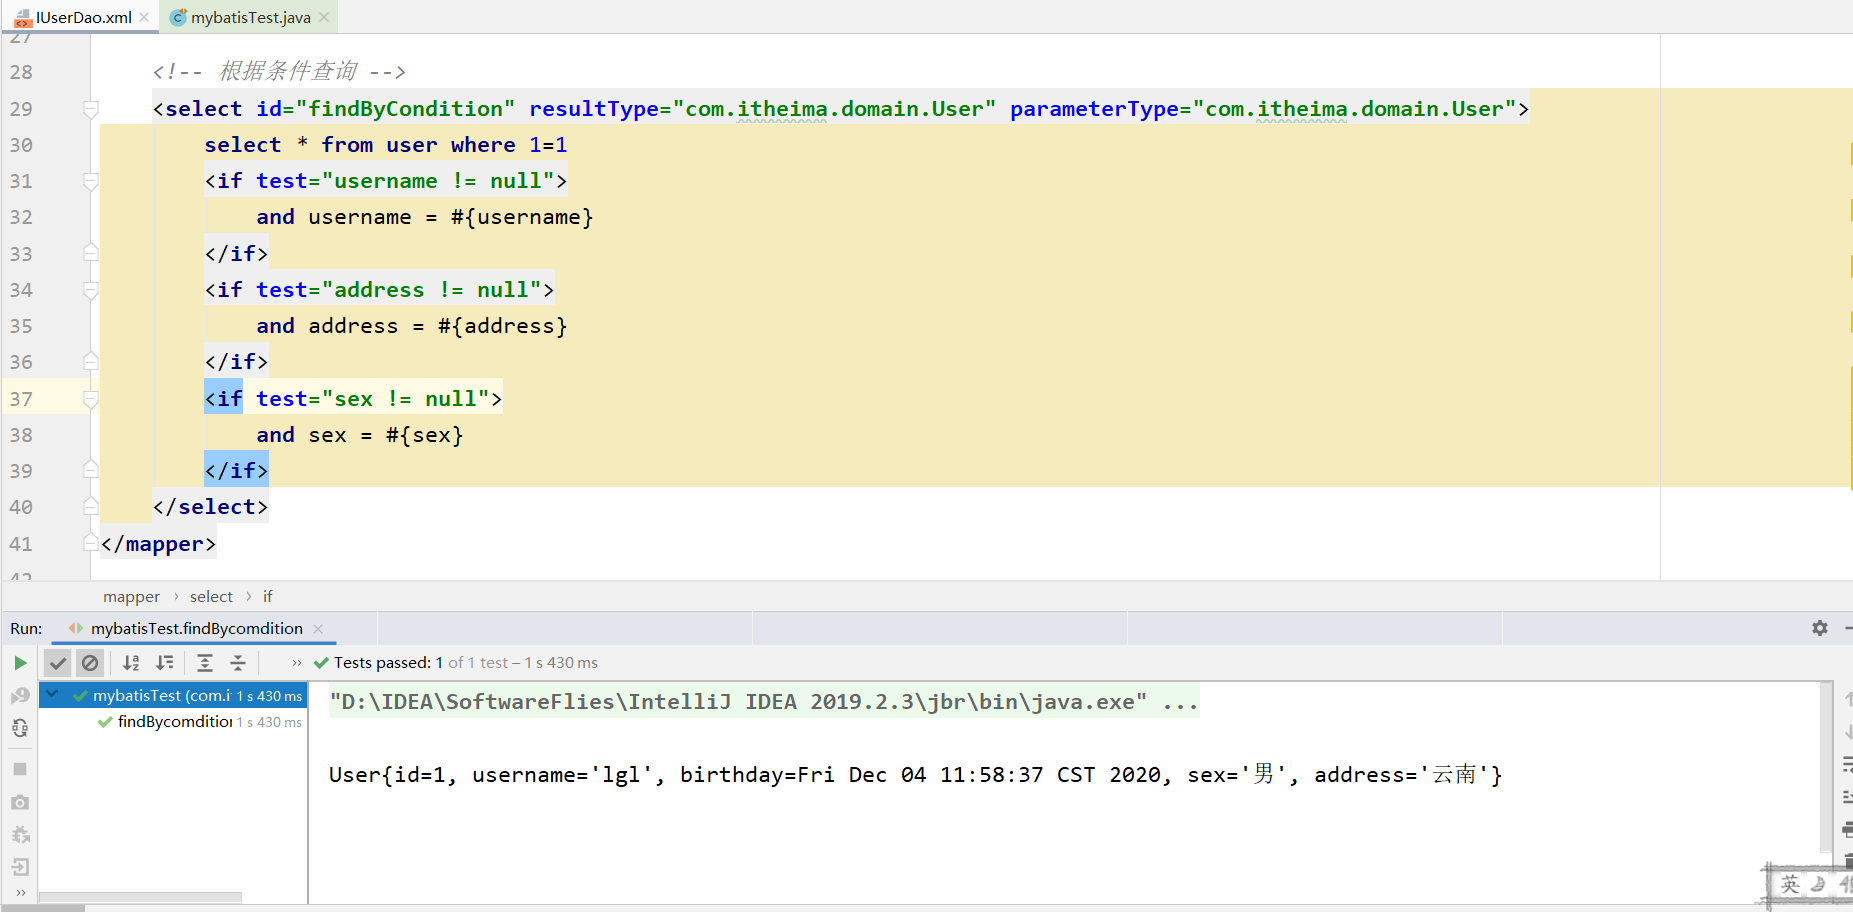 IUserDao.xml mybatisTest.java
27
28 <!-- 根据条件查询 -->
29 <select id="findByCondition" resultType="com.itheima.domain.User" parameterType="com.itheima.domain.User">
30 select * from user where 1=1
31 <if test="username != null">
32 and username = #{username}
33 </if>
34 <if test="address != null">
35 and address = #{address}
36 </if>
37 <if test="sex != null">
38 and sex = #{sex}
39 </if>
40 </select>
41 </mapper>
42
mapper › select › if
Run: mybatisTest.findBycomdition
» Tests passed: 1 of 1 test – 1 s 430 ms
mybatisTest (com.i 1 s 430 ms
findBycomdition 1 s 430 ms
"D:\IDEA\SoftwareFlies\IntelliJ IDEA 2019.2.3\jbr\bin\java.exe" ...
User{id=1, username='lgl', birthday=Fri Dec 04 11:58:37 CST 2020, sex='男', address='云南'}
»
英